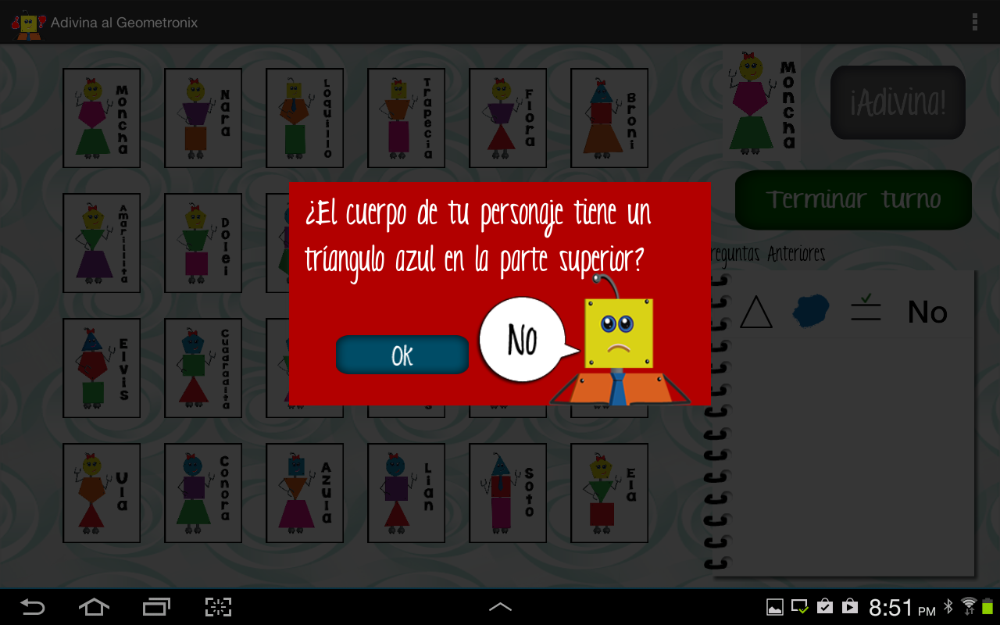 Adivina al Geometronix
Moncha
Nara
Loquillo
Trapecia
Flora
Broni
Moncha
¡Adivina!
Amarillita
Dolei
¿El cuerpo de tu personaje tiene un
tríangulo azul en la parte superior?
No
Ok
Terminar turno
reguntas Anteriores
No
Elvis
Cuadradita
Ula
Conora
Azula
Lian
Soto
Ela
8:51 PM